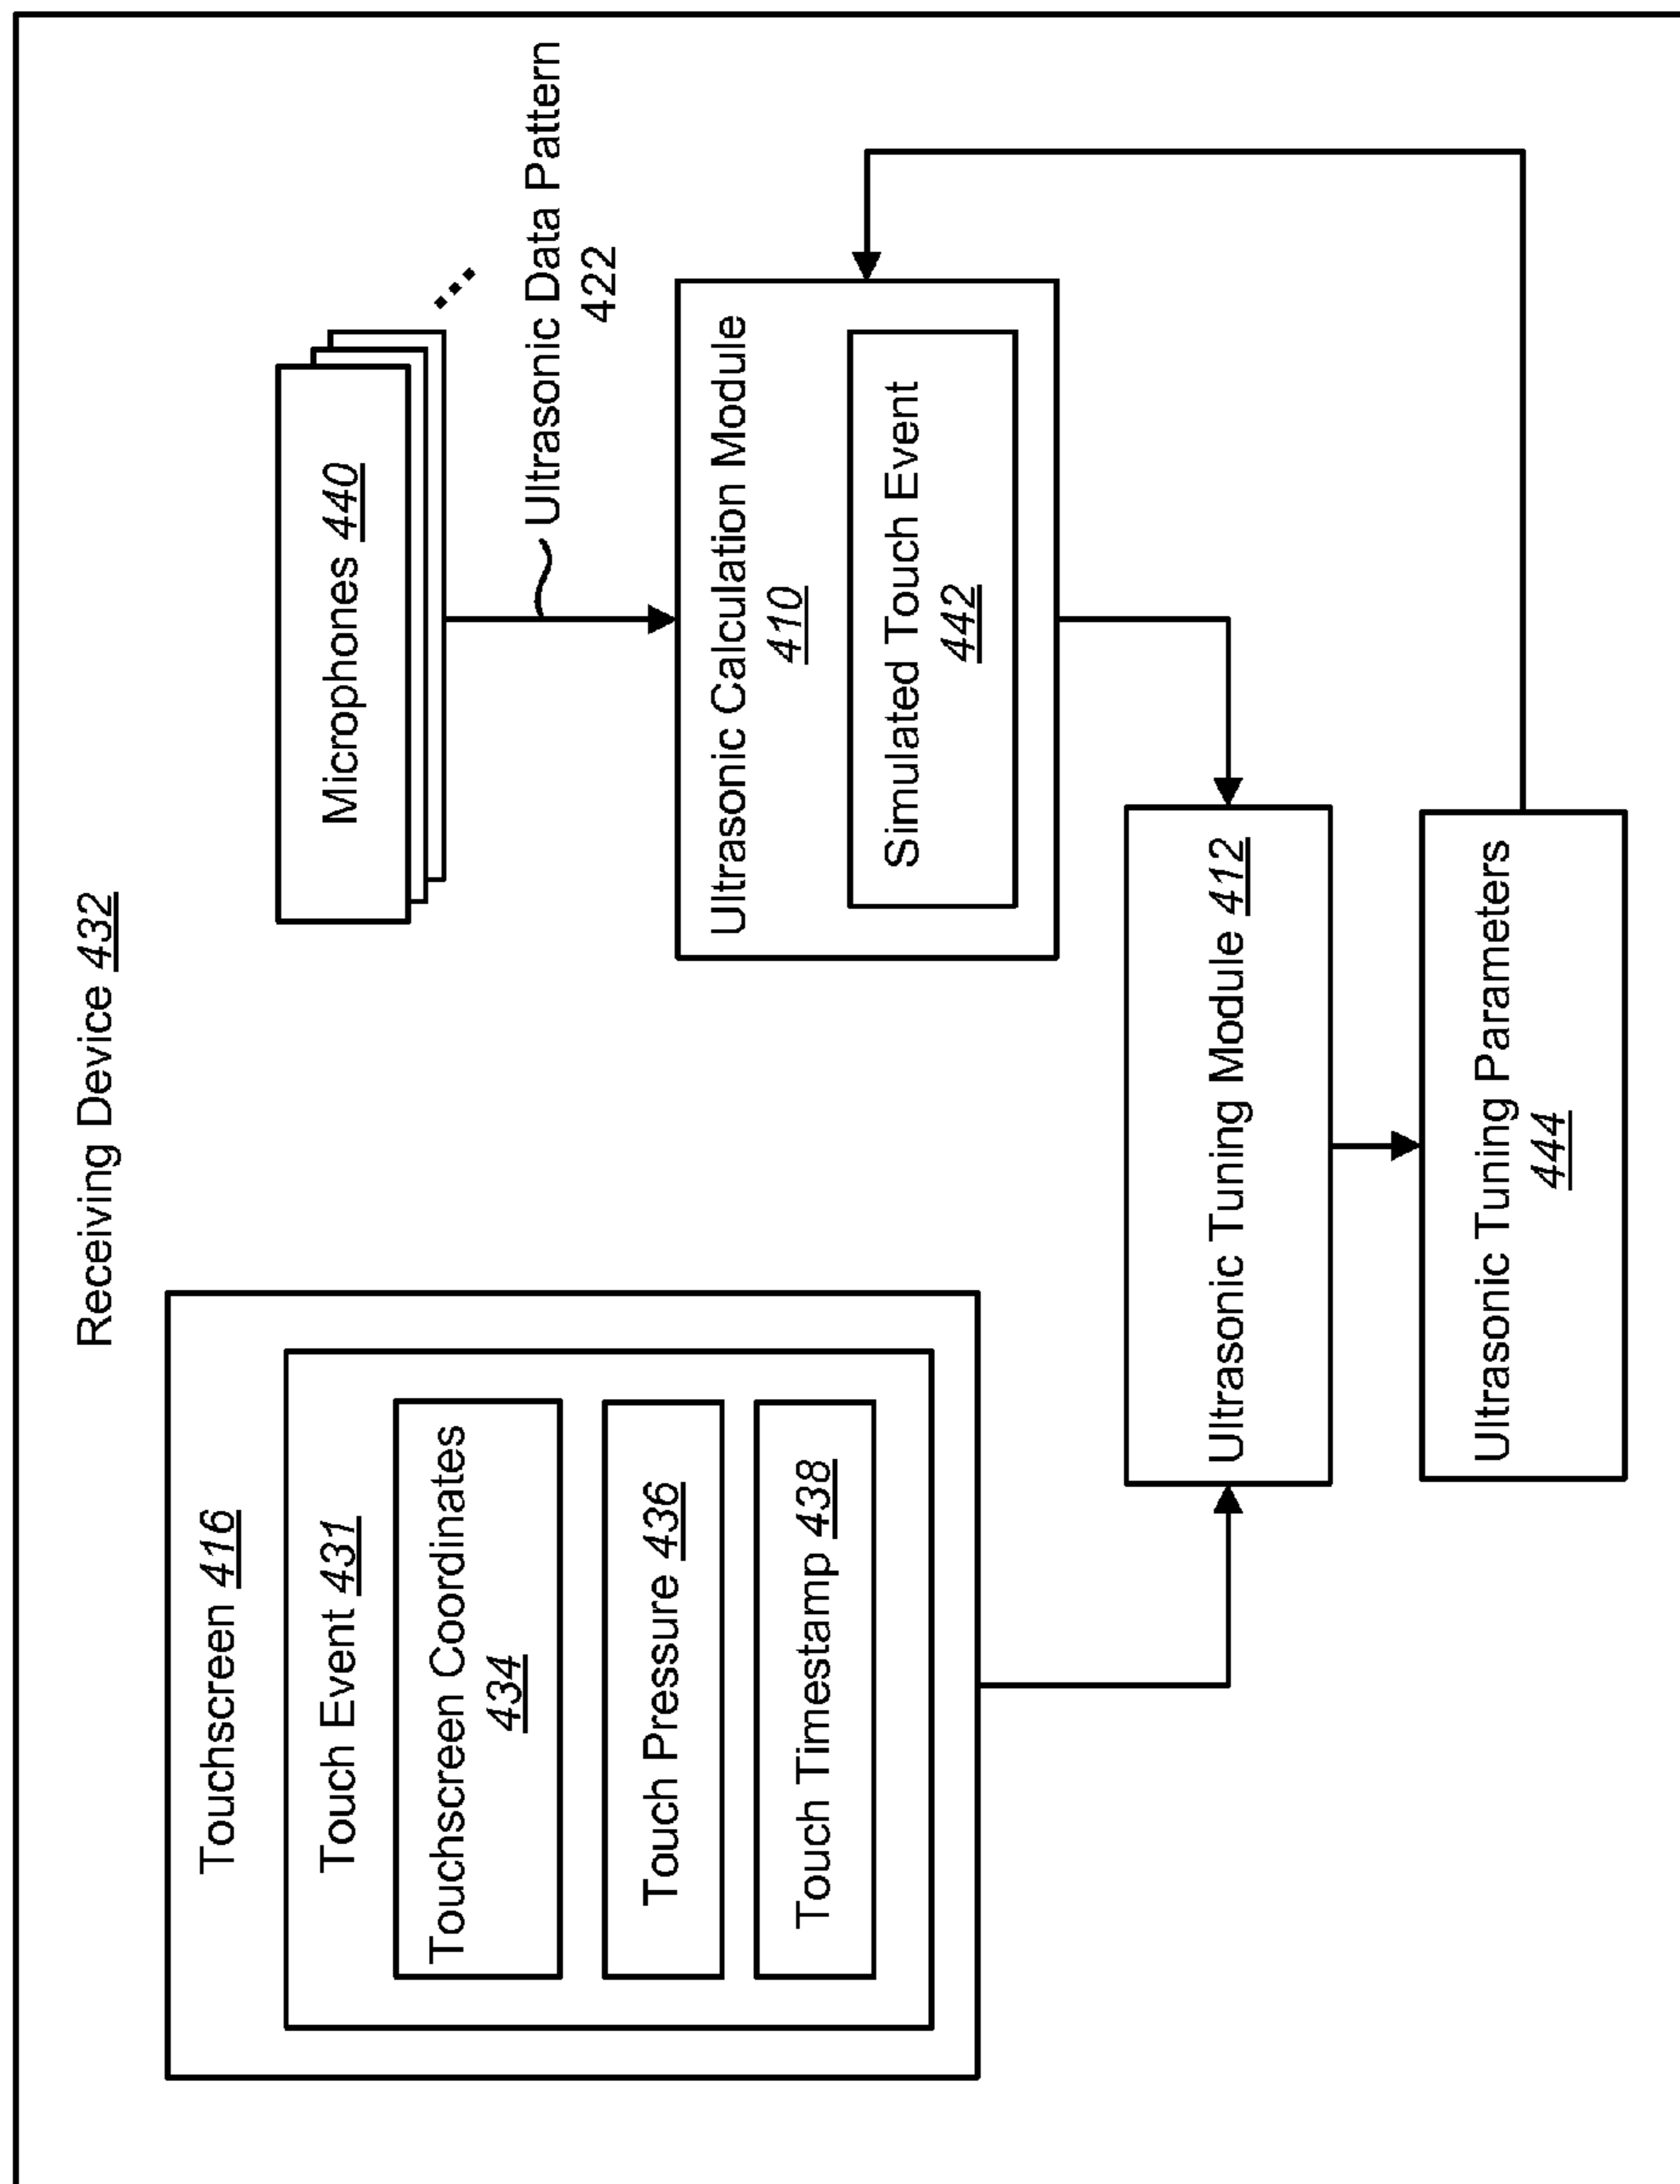 Receiving Device 432
Touchscreen 416
Touch Event 431
Touchscreen Coordinates
434
Touch Pressure 436
Touch Timestamp 438
Microphones 440
Ultrasonic Data Pattern
422
Ultrasonic Calculation Module
410
Simulated Touch Event
442
Ultrasonic Tuning Module 412
Ultrasonic Tuning Parameters
444